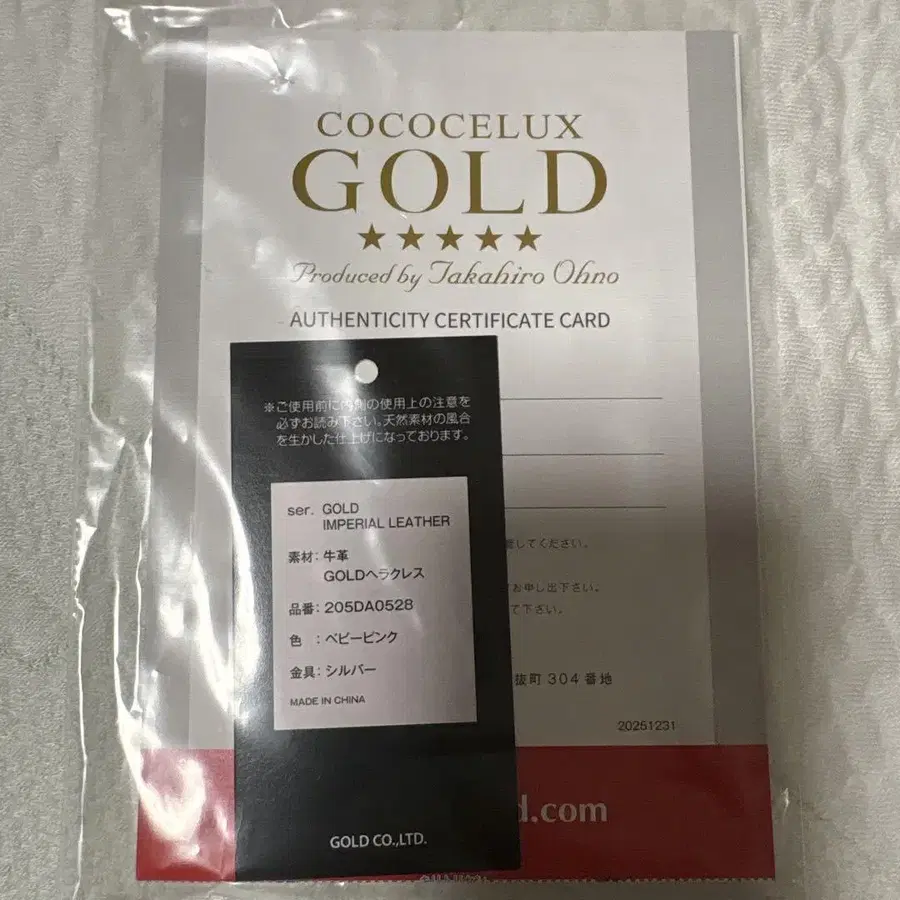 COCOCELUX
GOLD
★★★★★
Produced by Takahiro Ohno
AUTHENTICITY CERTIFICATE CARD
※ご使用前に内側の使用上の注意を
必ずお読み下さい。天然素材の風合
を生かした仕上げになっております。
ser. GOLD
IMPERIAL LEATHER
素材: 牛革
GOLDヘラクレス
品番: 205DA0528
色 : ベビーピンク
金具: シルバー
MADE IN CHINA
GOLD CO.,LTD.
してください。
お申し出下さい。
て下さい。
抜町304番地
20251231
d.com